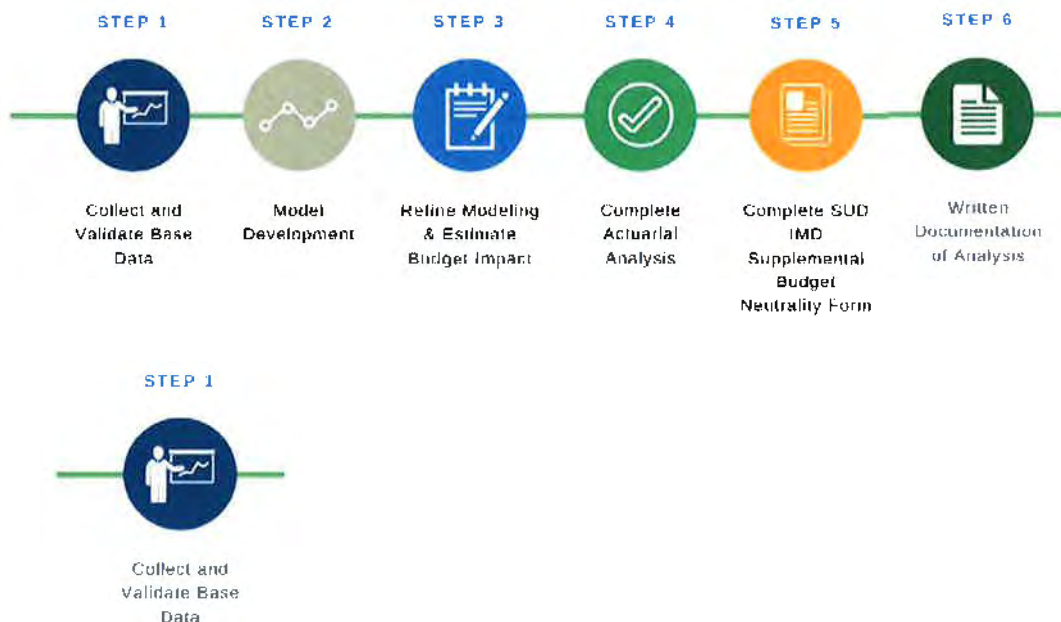 STEP 1
STEP 2
STEP 3
STEP 4
STEP 5
STEP 6
Collect and
Validate Base
Data
Model
Development
Refine Modeling
& Estimate
Budget Impact
Complete
Actuarial
Analysis
Complete SUD
IMD
Supplemental
Budget
Neutrality Form
Written
Documentation
of Analysis
STEP 1
Collect and
Validate Base
Data